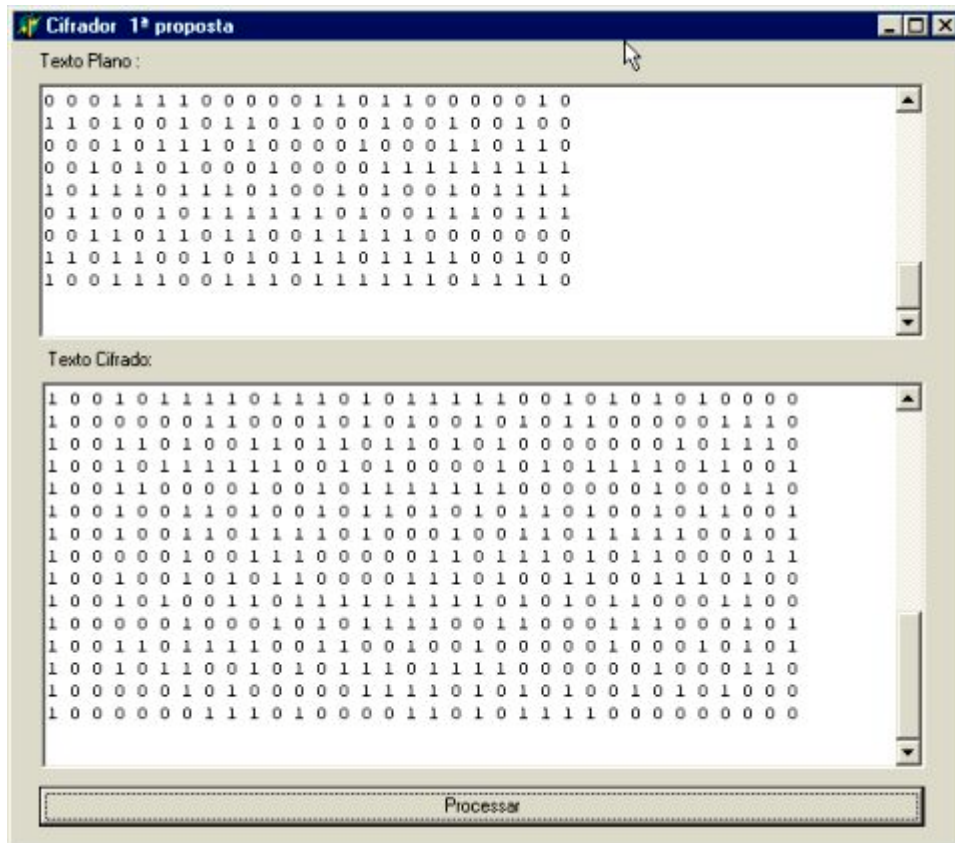 Cifrador 1ª proposta
Texto Plano :
0 0 0 1 1 1 1 0 0 0 0 0 1 1 0 1 1 0 0 0 0 0 1 0
1 1 0 1 0 0 1 0 1 1 0 1 0 0 0 1 0 0 1 0 0 1 0 0
0 0 0 1 0 1 1 1 0 1 0 0 0 0 1 0 0 0 1 1 0 1 1 0
0 0 1 0 1 0 1 0 0 0 1 0 0 0 0 1 1 1 1 1 1 1 1 1
1 0 1 1 1 0 1 1 1 0 1 0 0 1 0 1 0 0 1 0 1 1 1 1
0 1 1 0 0 1 0 1 1 1 1 1 1 0 1 0 0 1 1 1 0 1 1 1
0 0 1 1 0 1 1 0 1 1 0 0 1 1 1 1 1 0 0 0 0 0 0 0
1 1 0 1 1 0 0 1 0 1 0 1 1 1 0 1 1 1 1 0 0 1 0 0
1 0 0 1 1 1 0 0 1 1 1 0 1 1 1 1 1 1 0 1 1 1 1 0
Texto Cifrado:
1 0 0 1 0 1 1 1 1 0 1 1 1 0 1 0 1 1 1 1 1 0 0 1 0 1 0 1 0 1 0 0 0 0
1 0 0 0 0 0 0 1 1 0 0 0 1 0 1 0 1 0 0 1 0 1 0 1 1 0 0 0 0 0 1 1 1 0
1 0 0 1 1 0 1 0 0 1 1 0 1 1 0 1 1 0 1 0 1 0 0 0 0 0 0 0 1 0 1 1 1 0
1 0 0 1 0 1 1 1 1 1 1 0 0 1 0 1 0 0 0 0 1 0 1 0 1 1 1 1 0 1 1 0 0 1
1 0 0 1 1 0 0 0 0 1 0 0 1 0 1 1 1 1 1 1 1 0 0 0 0 0 0 1 0 0 0 1 1 0
1 0 0 1 0 0 1 1 0 1 0 0 1 0 1 1 0 1 0 1 0 1 1 0 1 0 0 1 0 1 1 0 0 1
1 0 0 1 0 0 1 1 0 1 1 1 1 0 1 0 0 0 1 0 0 1 1 0 1 1 1 1 1 0 0 1 0 1
1 0 0 0 0 0 1 0 0 1 1 1 0 0 0 0 0 1 1 0 1 1 1 0 1 0 1 1 0 0 0 0 1 1
1 0 0 1 0 0 1 0 1 0 1 1 0 0 0 0 0 1 1 1 0 1 0 0 1 1 0 0 1 1 1 0 1 0 0
1 0 0 1 0 1 0 0 1 1 0 1 1 1 1 1 1 1 1 1 0 1 0 1 0 1 1 0 0 0 1 1 0 0
1 0 0 0 0 0 1 0 0 0 1 0 1 0 1 1 1 1 0 0 1 1 0 0 0 1 1 1 0 0 0 1 0 1
1 0 0 1 1 0 1 1 1 1 0 0 1 1 0 0 1 0 0 1 0 0 0 0 0 1 0 0 0 1 0 1 0 1
1 0 0 1 0 1 1 0 0 1 0 1 0 1 1 1 0 1 1 1 1 0 0 0 0 0 0 1 0 0 0 1 1 0
1 0 0 0 0 0 1 0 1 0 0 0 0 0 1 1 1 1 0 1 0 1 0 1 0 0 1 0 1 0 1 0 0 0
1 0 0 0 0 0 0 1 1 1 0 1 0 0 0 0 1 1 0 1 0 1 1 1 1 0 0 0 0 0 0 0 0 0
Processar